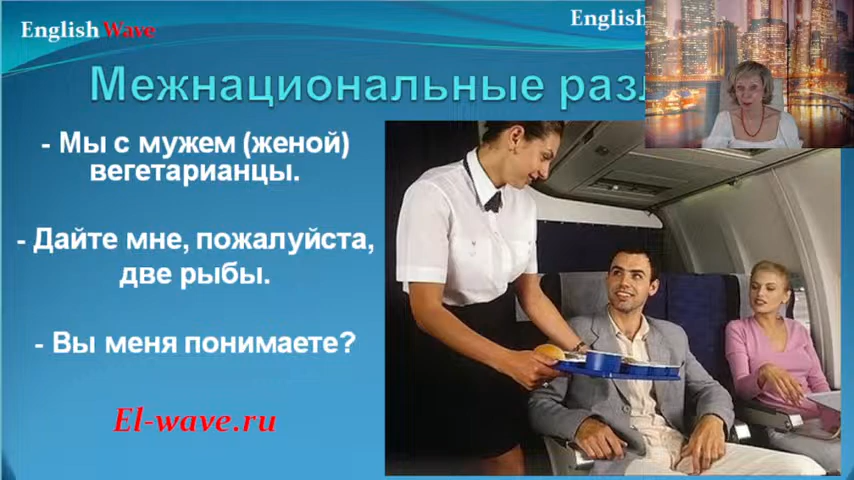 English Wave
English
Межнациональные
- Мы с мужем (женой)
вегетарианцы.
- Дайте мне, пожалуйста,
две рыбы.
- Вы меня понимаете?
El-wave.ru